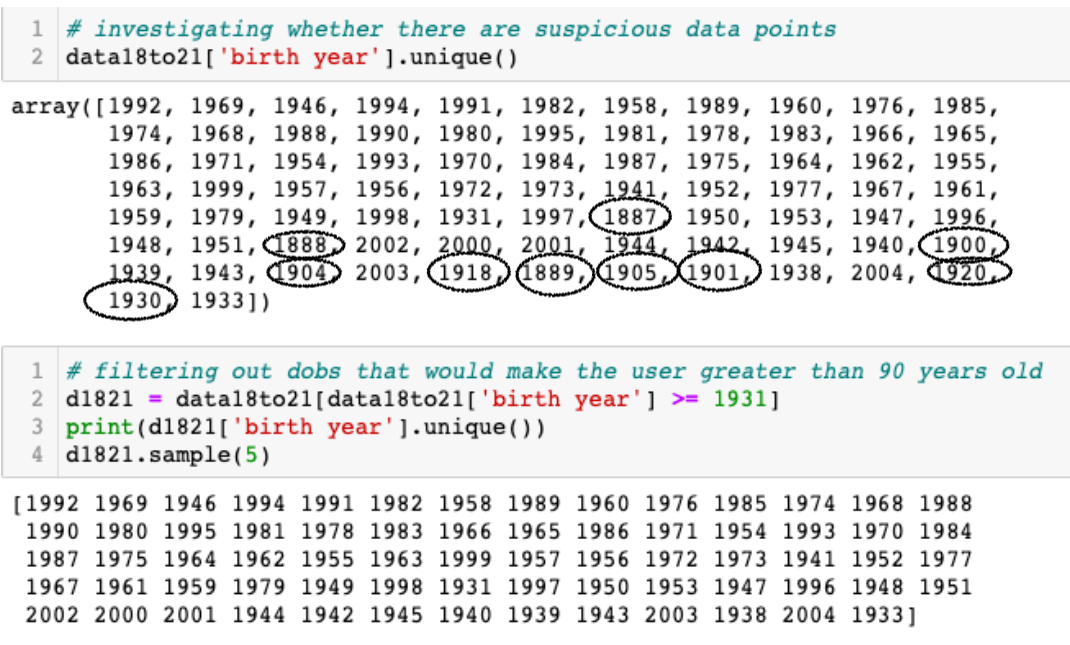 1 # investigating whether there are suspicious data points
2 data18to21['birth year'].unique()
array([1992, 1969, 1946, 1994, 1991, 1982, 1958, 1989, 1960, 1976, 1985,
1974, 1968, 1988, 1990, 1980, 1995, 1981, 1978, 1983, 1966, 1965,
1986, 1971, 1954, 1993, 1970, 1984, 1987, 1975, 1964, 1962, 1955,
1963, 1999, 1957, 1956, 1972, 1973, 1941, 1952, 1977, 1967, 1961,
1959, 1979, 1949, 1998, 1931, 1997, 1887, 1950, 1953, 1947, 1996,
1948, 1951, 1888, 2002, 2000, 2001, 1944, 1942, 1945, 1940, 1900,
1939, 1943, 1904, 2003, 1918, 1889, 1905, 1901, 1938, 2004, 1920,
1930, 1933])
1 # filtering out dobs that would make the user greater than 90 years old
2 d1821 = data18to21[data18to21['birth year'] >= 1931]
3 print(d1821['birth year'].unique())
4 d1821.sample(5)
[1992 1969 1946 1994 1991 1982 1958 1989 1960 1976 1985 1974 1968 1988
1990 1980 1995 1981 1978 1983 1966 1965 1986 1971 1954 1993 1970 1984
1987 1975 1964 1962 1955 1963 1999 1957 1956 1972 1973 1941 1952 1977
1967 1961 1959 1979 1949 1998 1931 1997 1950 1953 1947 1996 1948 1951
2002 2000 2001 1944 1942 1945 1940 1939 1943 2003 1938 2004 1933]